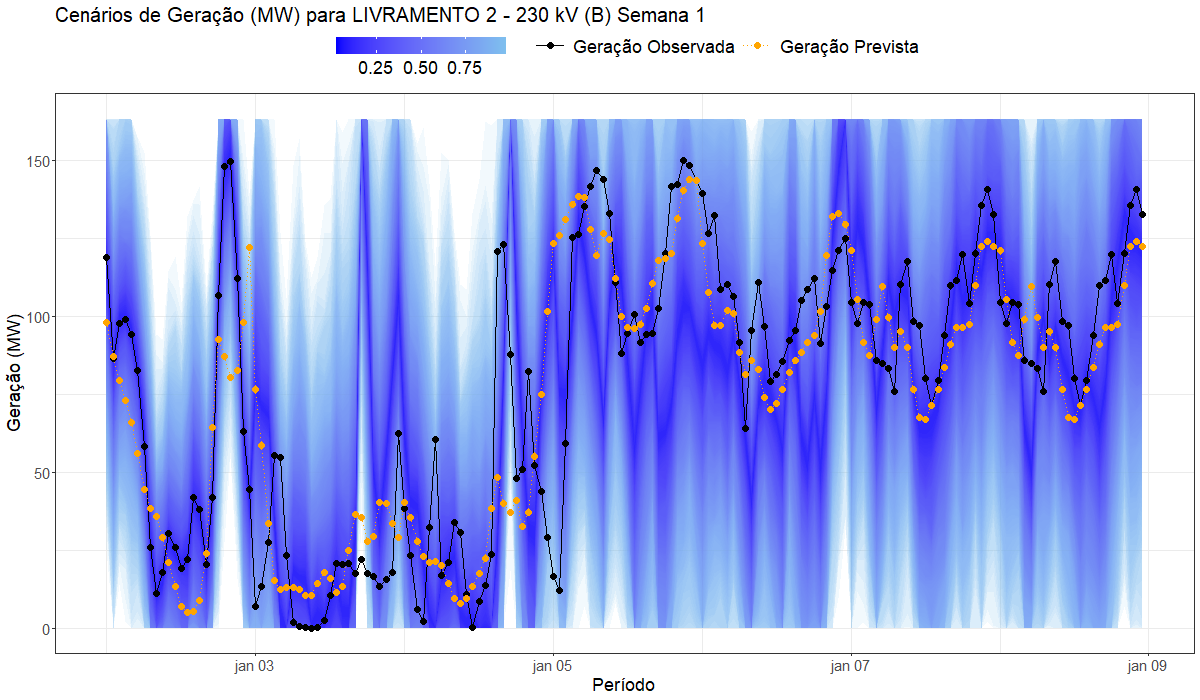 Cenários de Geração (MW) para LIVRAMENTO 2 - 230 kV (B) Semana 1
0.25 0.50 0.75
Geração Observada
Geração Prevista
Geração (MW)
150
100
50
0
jan 03
jan 05
jan 07
jan 09
Período